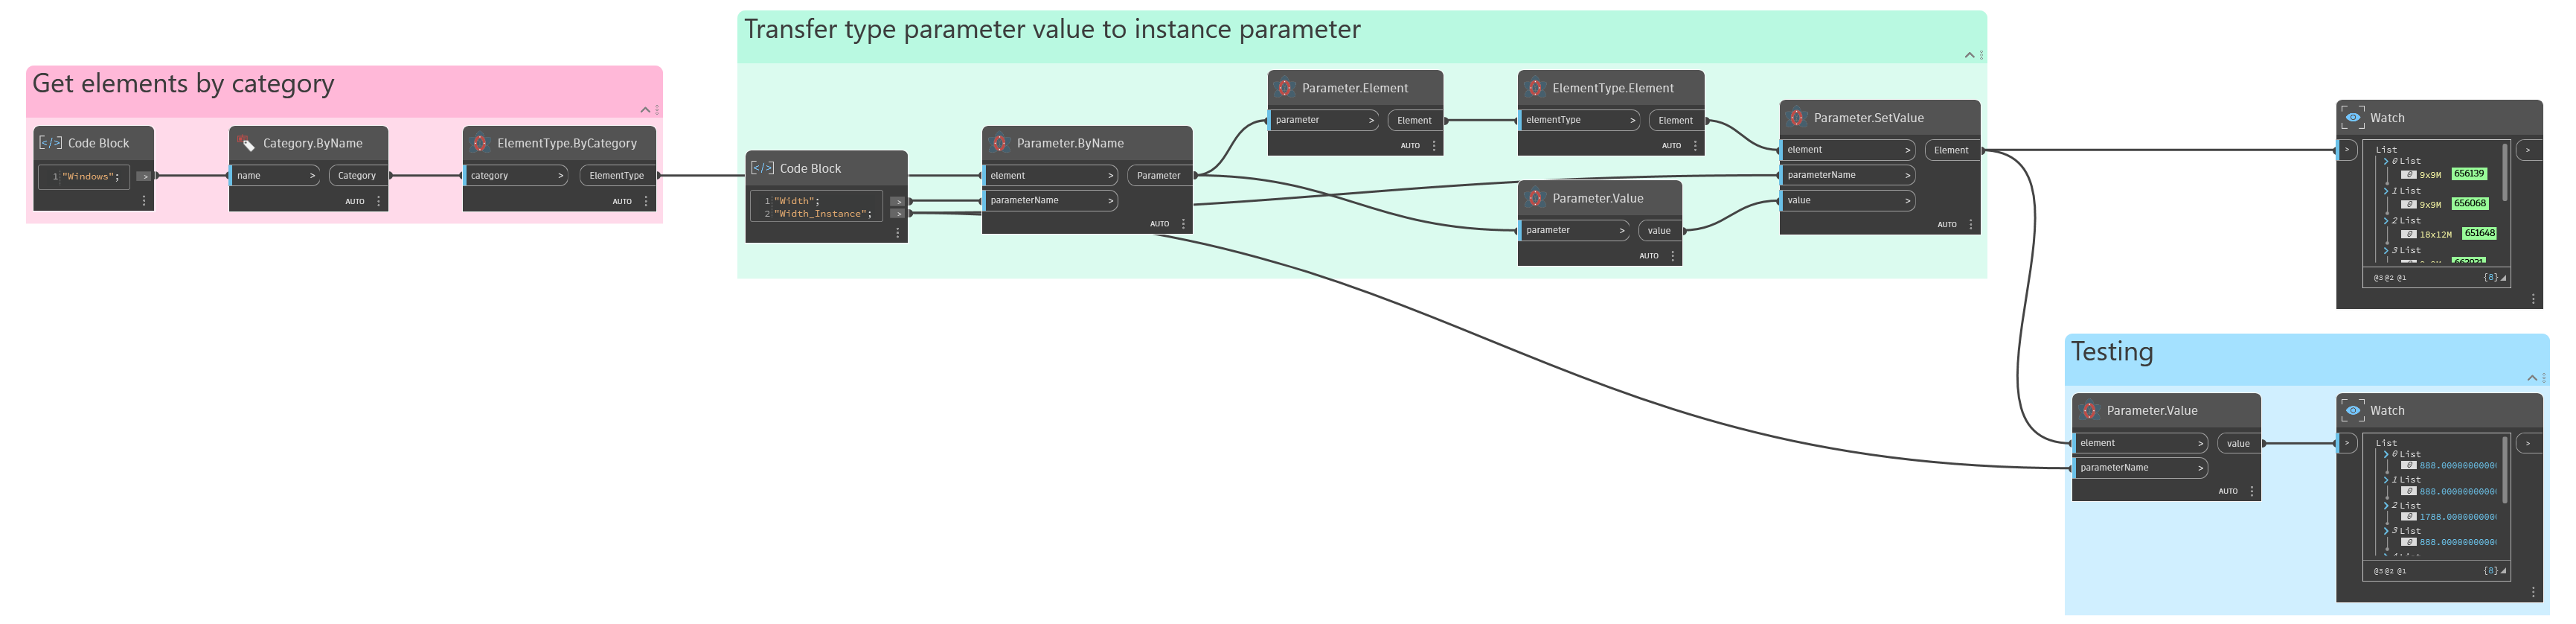 Get elements by category
Code Block
1 "Windows"; >
Category.ByName
name > Category
AUTO
ElementType.ByCategory
category > ElementType
AUTO
Transfer type parameter value to instance parameter
Code Block
1 "Width"; >
2 "Width_Instance"; >
Parameter.ByName
element > Parameter
parameterName >
AUTO
Parameter.Element
parameter > Element
AUTO
ElementType.Element
elementType > Element
AUTO
Parameter.Value
parameter > value
AUTO
Parameter.SetValue
element > Element
parameterName >
value >
AUTO
Watch
> >
List
0 List
0 9x9M 656139
1 List
0 9x9M 656068
2 List
0 18x12M 651648
3 List
@3 @2 @1 {8}
Testing
Parameter.Value
element > value
parameterName >
AUTO
Watch
> >
List
0 List
0 888.0000000000
1 List
0 888.0000000000
2 List
0 1788.000000000
3 List
0 888.0000000000
@3 @2 @1 {8}